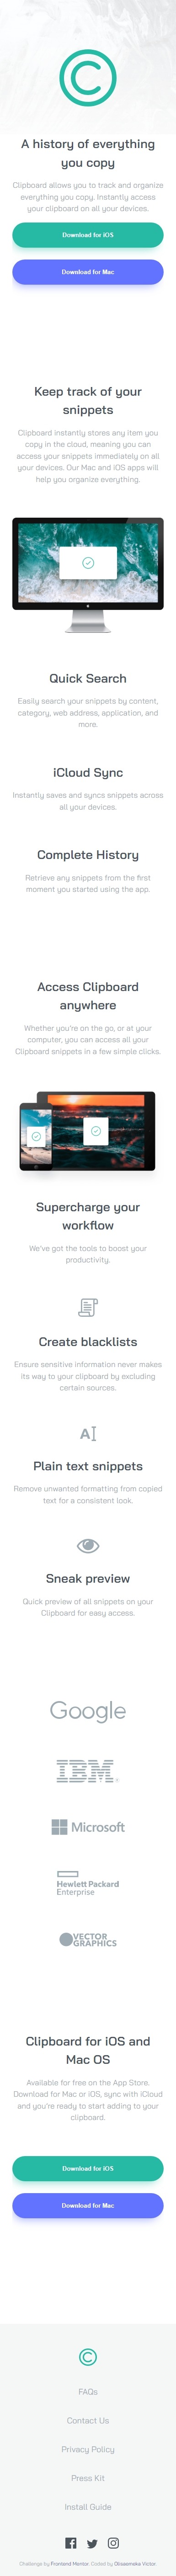 A history of everything
you copy
Clipboard allows you to track and organize
everything you copy. Instantly access
your clipboard on all your devices.
Download for iOS
Download for Mac
Keep track of your
snippets
Clipboard instantly stores any item you
copy in the cloud, meaning you can
access your snippets immediately on all
your devices. Our Mac and iOS apps will
help you organize everything.
Quick Search
Easily search your snippets by content,
category, web address, application, and
more.
iCloud Sync
Instantly saves and syncs snippets across
all your devices.
Complete History
Retrieve any snippets from the first
moment you started using the app.
Access Clipboard
anywhere
Whether you're on the go, or at your
computer, you can access all your
Clipboard snippets in a few simple clicks.
Supercharge your
workflow
We've got the tools to boost your
productivity.
Create blacklists
Ensure sensitive information never makes
its way to your clipboard by excluding
certain sources.
A
Plain text snippets
Remove unwanted formatting from copied
text for a consistent look.
Sneak preview
Quick preview of all snippets on your
Clipboard for easy access.
Google
IBM
Microsoft
Hewlett Packard
Enterprise
VECTOR
GRAPHICS
Clipboard for iOS and
Mac OS
Available for free on the App Store.
Download for Mac or iOS, sync with iCloud
and you're ready to start adding to your
clipboard.
Download for iOS
Download for Mac
FAQs
Contact Us
Privacy Policy
Press Kit
Install Guide
Challenge by Frontend Mentor. Coded by